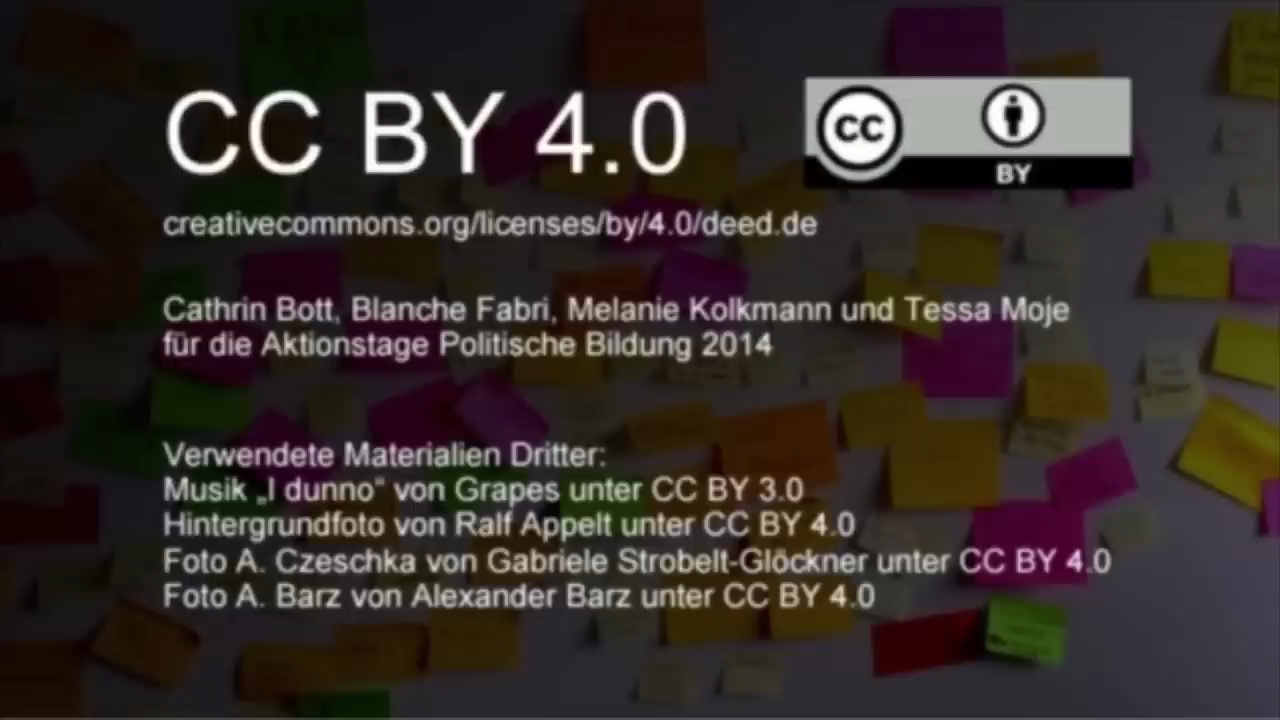 CC BY 4.0
cc
BY
creativecommons.org/licenses/by/4.0/deed.de
Cathrin Bott, Blanche Fabri, Melanie Kolkmann und Tessa Moje
für die Aktionstage Politische Bildung 2014
Verwendete Materialien Dritter:
Musik „I dunno“ von Grapes unter CC BY 3.0
Hintergrundfoto von Ralf Appelt unter CC BY 4.0
Foto A. Czeschka von Gabriele Strobelt-Glöckner unter CC BY 4.0
Foto A. Barz von Alexander Barz unter CC BY 4.0